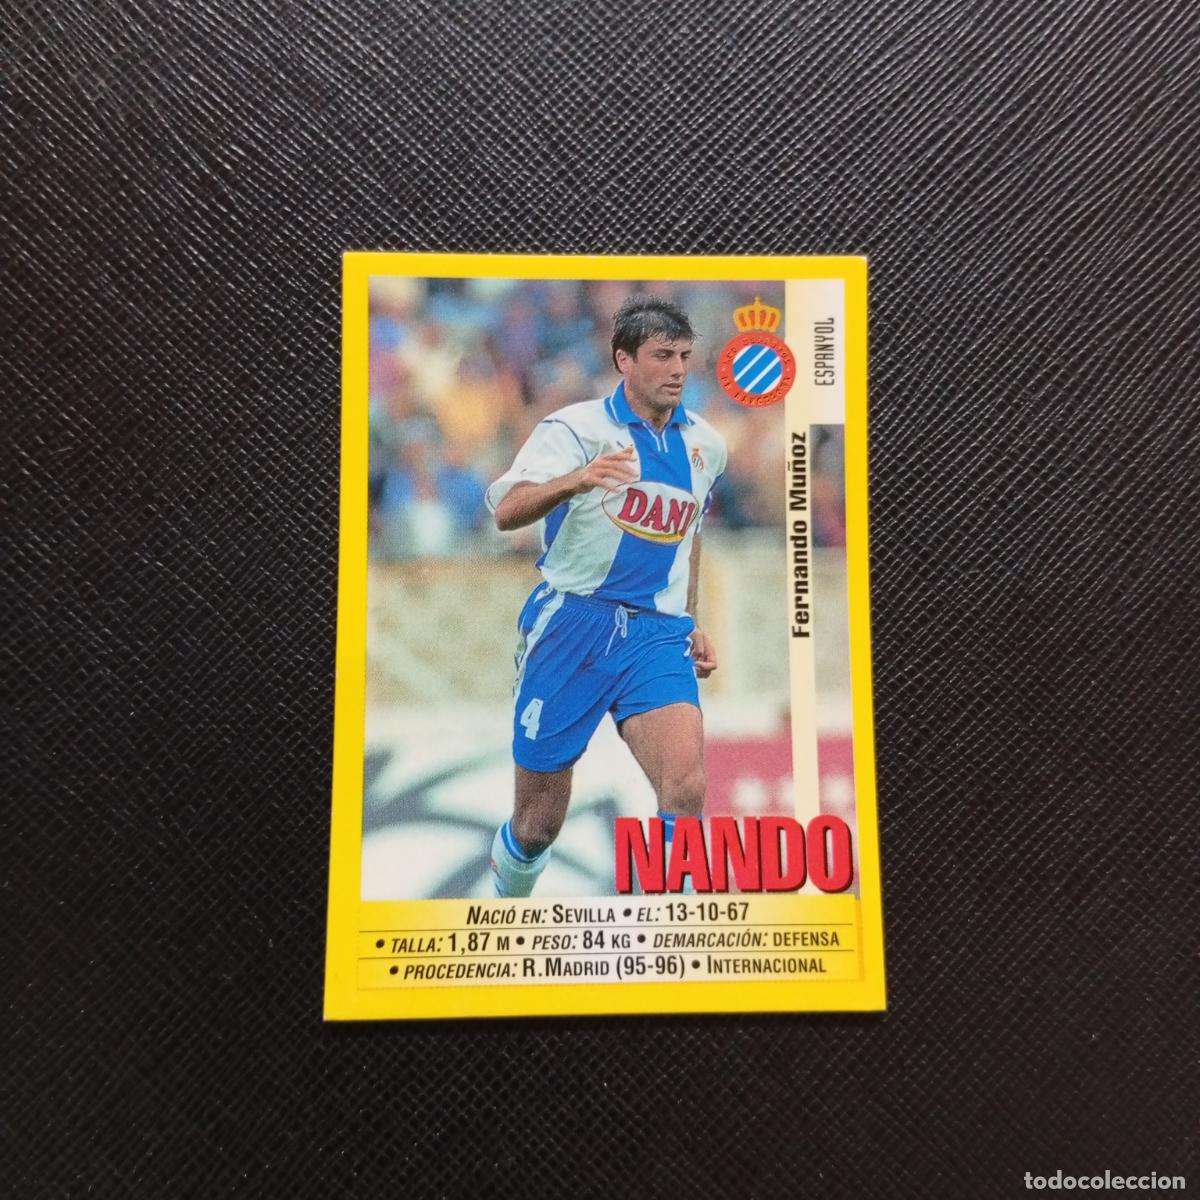 ESPANYOL
Fernando Muñoz
DANI
4
NANDO
NACIÓ EN: SEVILLA • EL: 13-10-67
• TALLA: 1,87 M • PESO: 84 KG • DEMARCACIÓN: DEFENSA
• PROCEDENCIA: R.MADRID (95-96) • INTERNACIONAL
todocoleccion